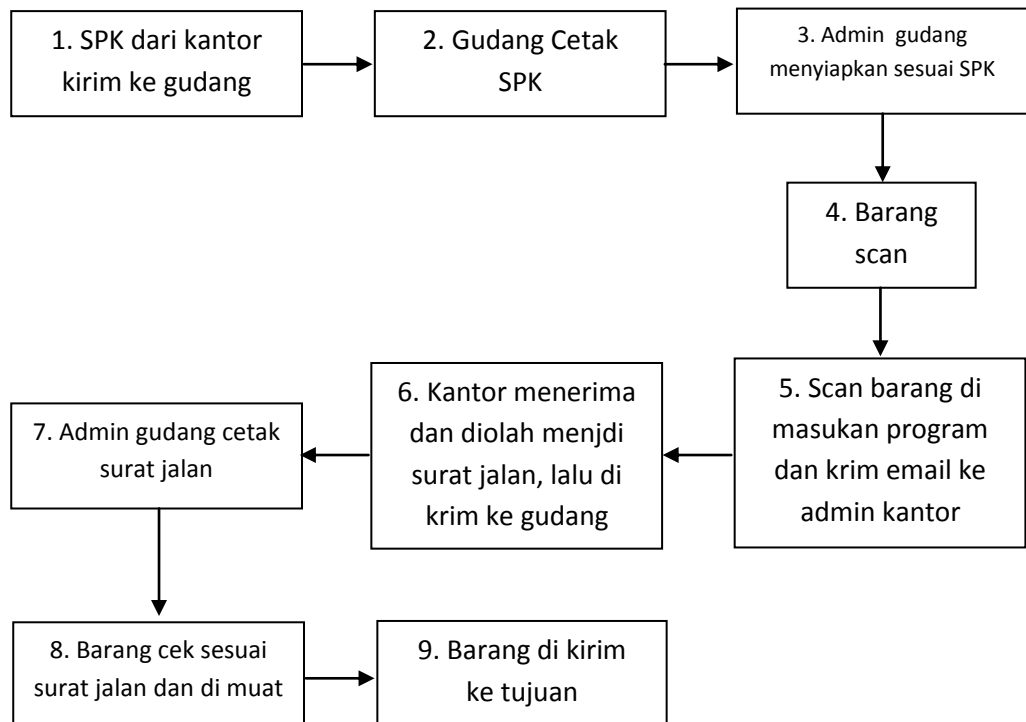 1. SPK dari kantor
kirim ke gudang
2. Gudang Cetak
SPK
3. Admin gudang
menyiapkan sesuai SPK
4. Barang
scan
5. Scan barang di
masukan program
dan krim email ke
admin kantor
6. Kantor menerima
dan diolah menjdi
surat jalan, lalu di
krim ke gudang
7. Admin gudang cetak
surat jalan
8. Barang cek sesuai
surat jalan dan di muat
9. Barang di kirim
ke tujuan